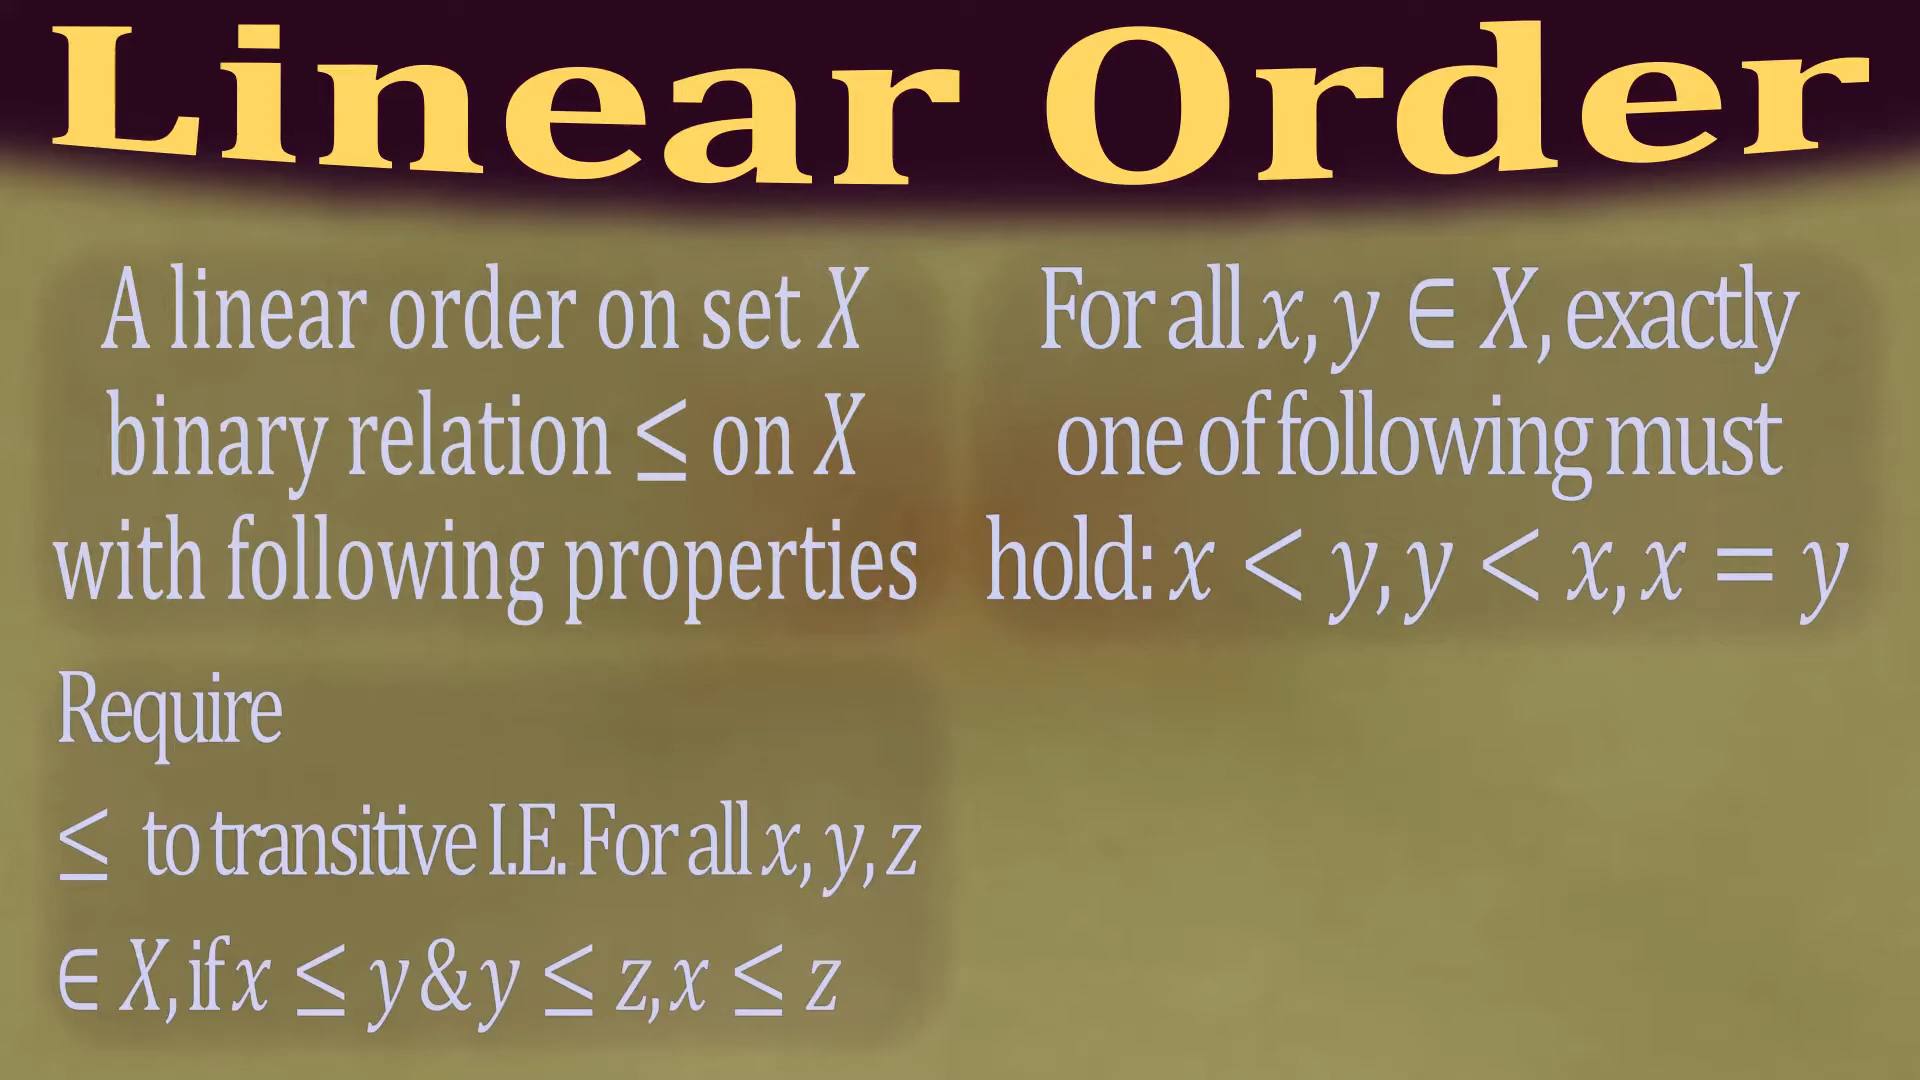 Linear Order
A linear order on set X
binary relation ≤ on X
with following properties
For all x, y ∈ X, exactly
one of following must
hold: x < y, y < x, x = y
Require
≤ to transitive I.E. For all x, y, z
∈ X, if x ≤ y & y ≤ z, x ≤ z